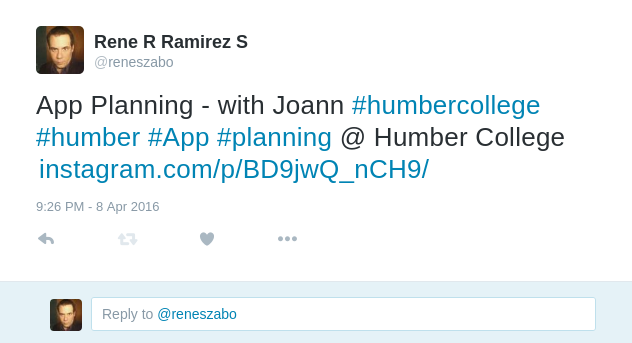 Rene R Ramirez S
@reneszabo
App Planning - with Joann #humbercollege
#humber #App #planning @ Humber College
instagram.com/p/BD9jwQ_nCH9/
9:26 PM - 8 Apr 2016
Reply to @reneszabo